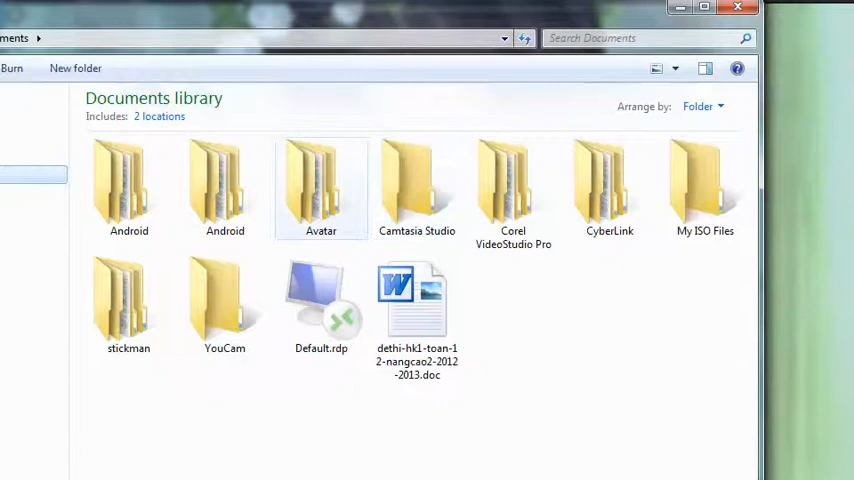 ments
Search Documents
Burn New folder
Documents library
Includes: 2 locations
Arrange by: Folder
Android Android Avatar Camtasia Studio Corel VideoStudio Pro CyberLink My ISO Files
stickman YouCam Default.rdp dethi-hk1-toan-1
2-nangcao2-2012
-2013.doc